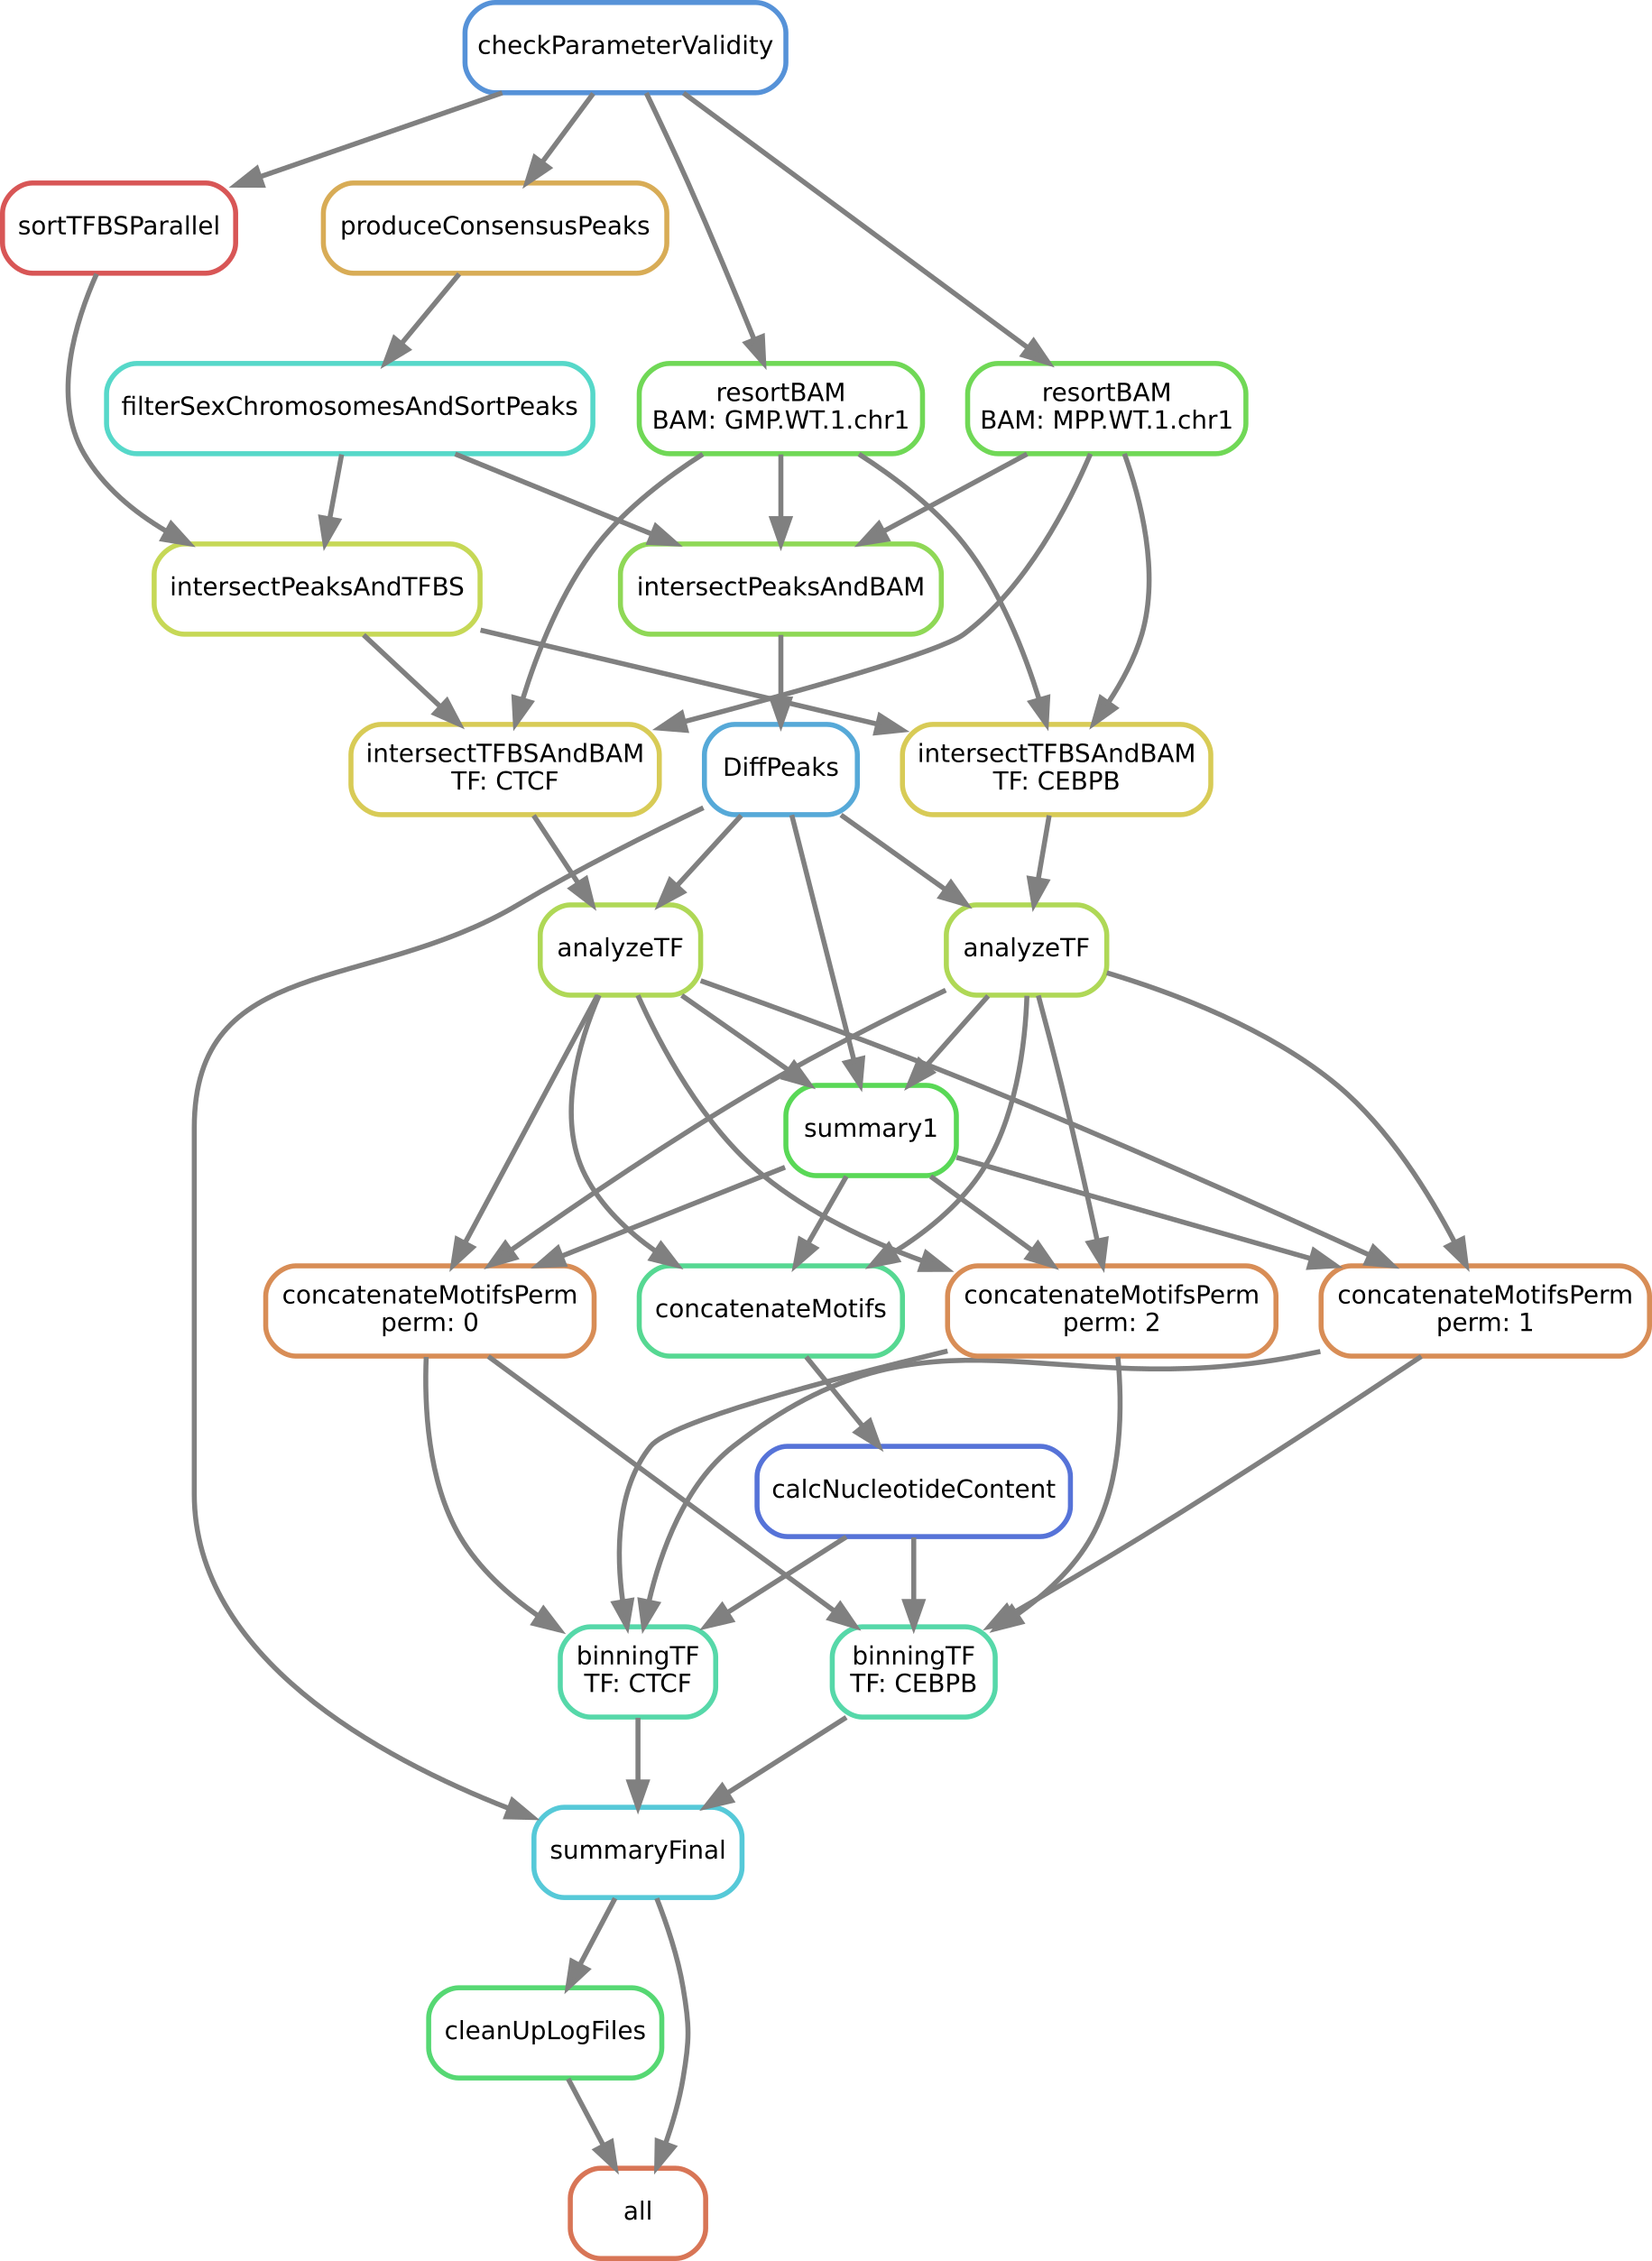 checkParameterValidity
sortTFBSParallel
produceConsensusPeaks
filterSexChromosomesAndSortPeaks
resortBAM
BAM: GMP.WT.1.chr1
resortBAM
BAM: MPP.WT.1.chr1
intersectPeaksAndTFBS
intersectPeaksAndBAM
intersectTFBSAndBAM
TF: CTCF
DiffPeaks
intersectTFBSAndBAM
TF: CEBPB
analyzeTF
analyzeTF
summary1
concatenateMotifsPerm
perm: 0
concatenateMotifs
concatenateMotifsPerm
perm: 2
concatenateMotifsPerm
perm: 1
calcNucleotideContent
binningTF
TF: CTCF
binningTF
TF: CEBPB
summaryFinal
cleanUpLogFiles
all